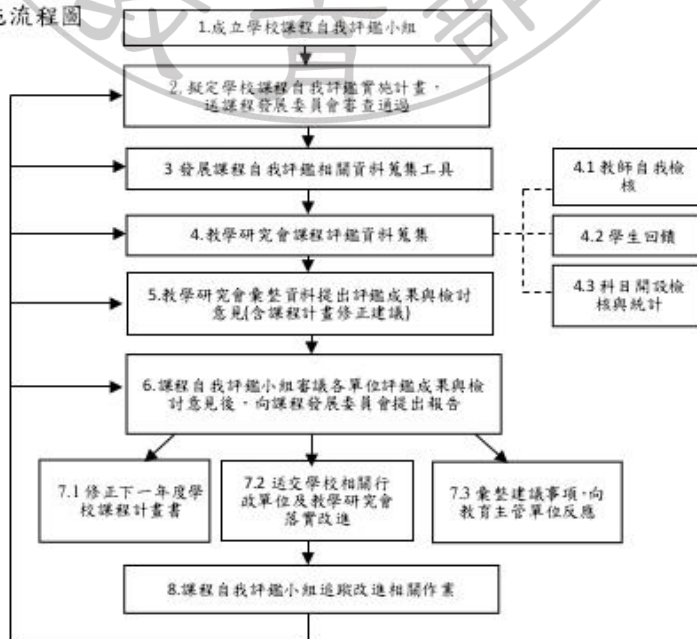 流程圖
教育部
1.成立學校課程自我評鑑小組
2. 擬定學校課程自我評鑑實施計畫,
送課程發展委員會審查通過
3 發展課程自我評鑑相關資料蒐集工具
4.教學研究會課程評鑑資料蒐集
4.1 教師自我檢
核
4.2 學生回饋
4.3 科目開設檢
核與統計
5.教學研究會彙整資料提出評鑑成果與檢討
意見(含課程計畫修正建議)
6.課程自我評鑑小組審議各單位評鑑成果與檢
討意見後,向課程發展委員會提出報告
7.1 修正下一年度學
校課程計畫書
7.2 送交學校相關行
政單位及教學研究會
落實改進
7.3 彙整建議事項,向
教育主管單位反應
8.課程自我評鑑小組追蹤改進相關作業